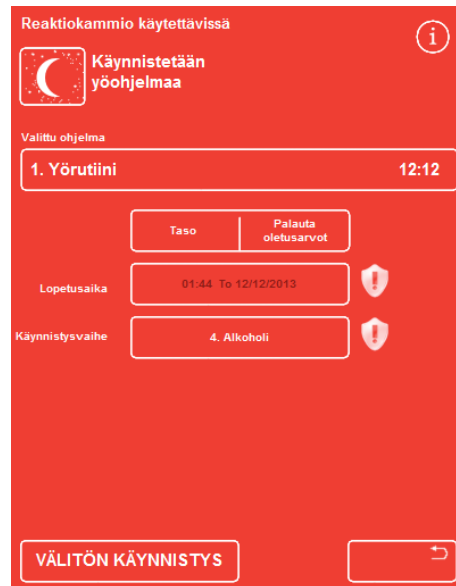 Reaktiokammio käytettävissä
Käynnistetään
yöohjelmaa
Valittu ohjelma
1. Yörutiini 12:12
Taso
Palauta
oletusarvot
Lopetusaika 01:44 To 12/12/2013
Käynnistysvaihe 4. Alkoholi
VÄLITÖN KÄYNNISTYS